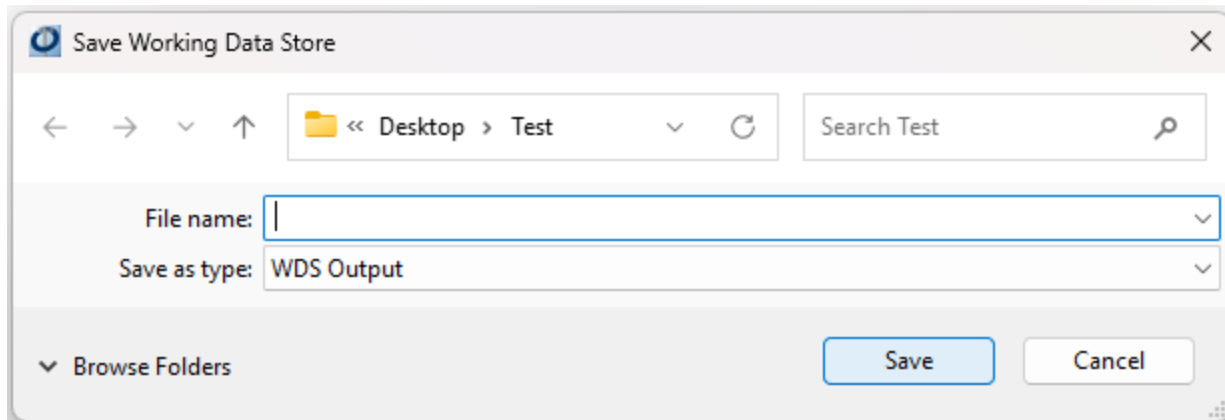 Save Working Data Store
« Desktop > Test
Search Test
File name:
Save as type: WDS Output
Browse Folders
Save
Cancel